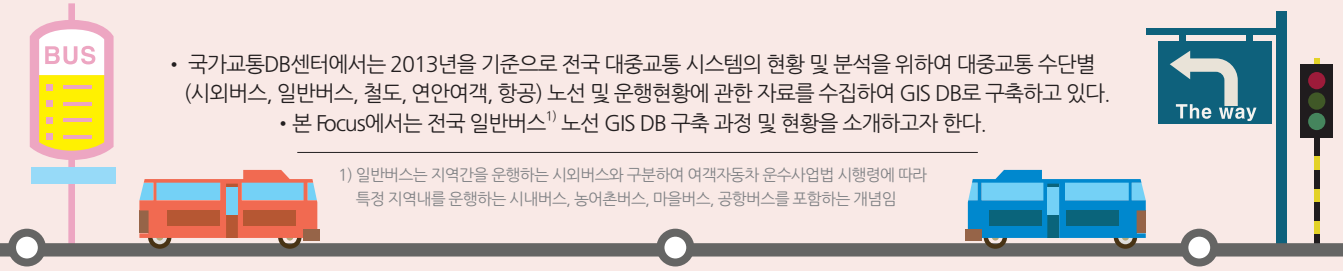 BUS
• 국가교통DB센터에서는 2013년을 기준으로 전국 대중교통 시스템의 현황 및 분석을 위하여 대중교통 수단별
(시외버스, 일반버스, 철도, 연안여객, 항공) 노선 및 운행현황에 관한 자료를 수집하여 GIS DB로 구축하고 있다.
• 본 Focus에서는 전국 일반버스1) 노선 GIS DB 구축 과정 및 현황을 소개하고자 한다.
1) 일반버스는 지역간을 운행하는 시외버스와 구분하여 여객자동차 운수사업법 시행령에 따라
특정 지역내를 운행하는 시내버스, 농어촌버스, 마을버스, 공항버스를 포함하는 개념임
The way